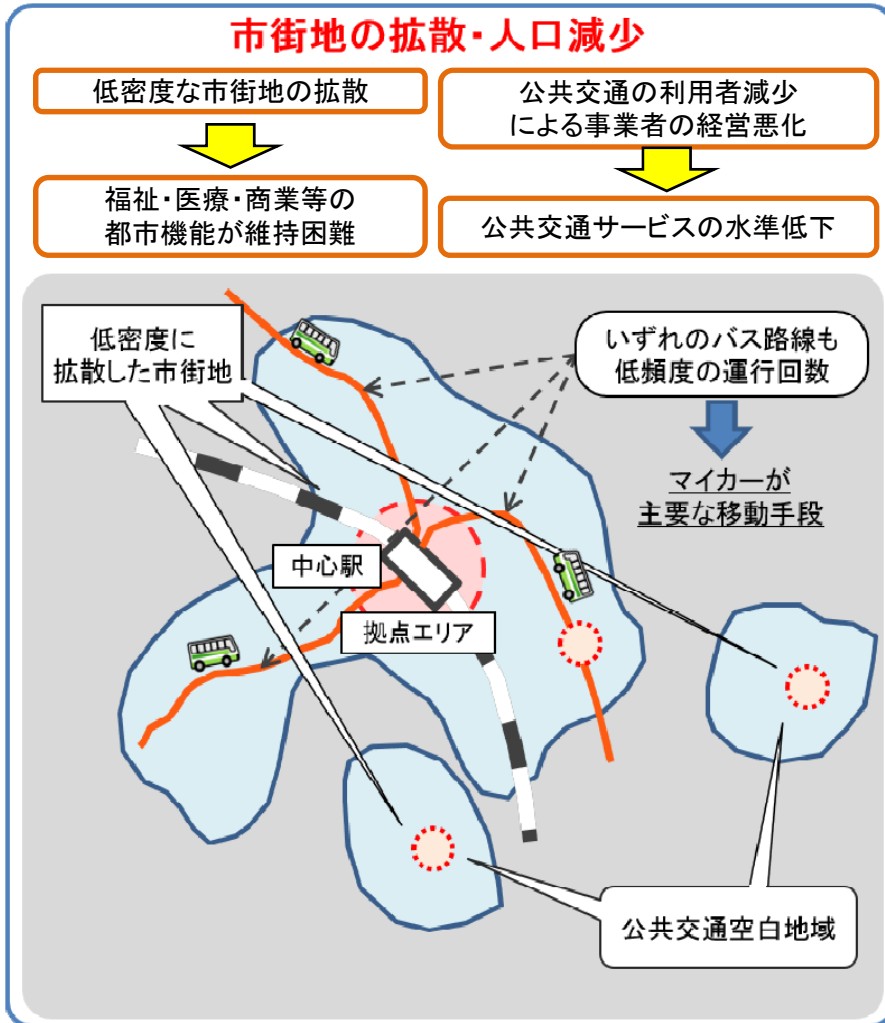 市街地の拡散・人口減少
低密度な市街地の拡散
福祉・医療・商業等の
都市機能が維持困難
公共交通の利用者減少
による事業者の経営悪化
公共交通サービスの水準低下
低密度に
拡散した市街地
いずれのバス路線も
低頻度の運行回数
マイカーが
主要な移動手段
中心駅
拠点エリア
公共交通空白地域